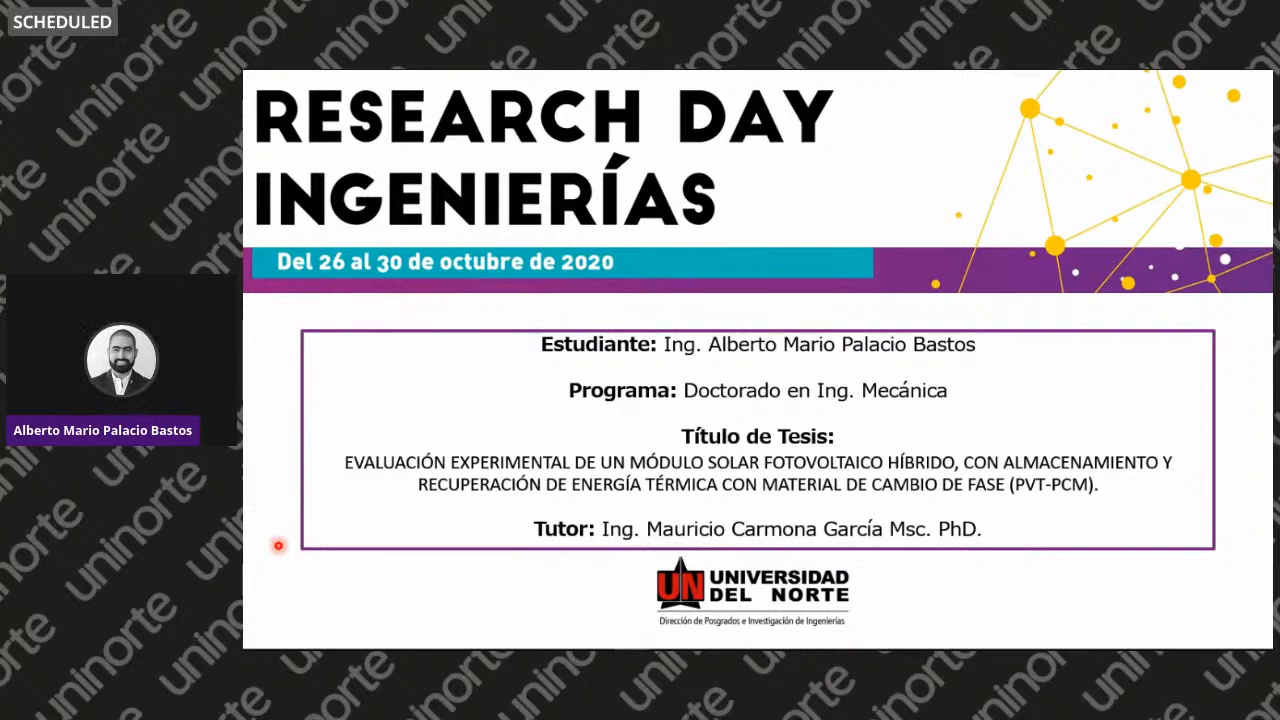 SCHEDULED
RESEARCH DAY
INGENIERÍAS
Del 26 al 30 de octubre de 2020
Estudiante: Ing. Alberto Mario Palacio Bastos
Programa: Doctorado en Ing. Mecánica
Título de Tesis:
EVALUACIÓN EXPERIMENTAL DE UN MÓDULO SOLAR FOTOVOLTAICO HÍBRIDO, CON ALMACENAMIENTO Y
RECUPERACIÓN DE ENERGÍA TÉRMICA CON MATERIAL DE CAMBIO DE FASE (PVT-PCM).
Tutor: Ing. Mauricio Carmona García Msc. PhD.
Alberto Mario Palacio Bastos
UN UNIVERSIDAD
DEL NORTE
Dirección de Posgrados e Investigación de Ingenierías
uninorte